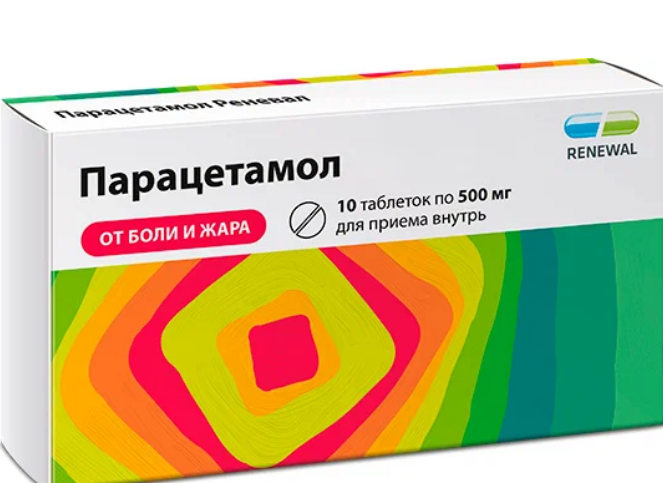 Парацетамол Реневал
RENEWAL
Парацетамол
ОТ БОЛИ И ЖАРА
10 таблеток по 500 мг
для приема внутрь